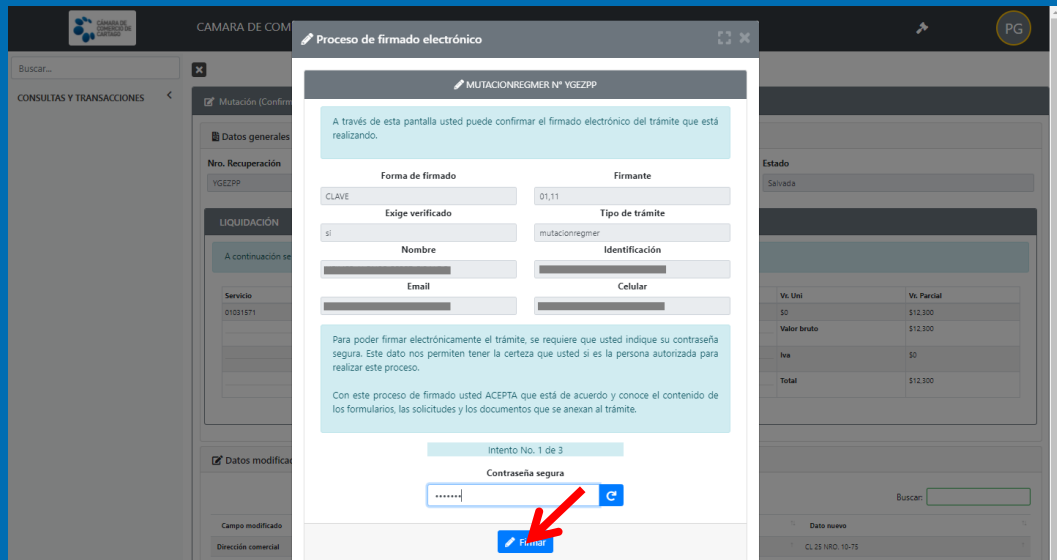 CÁMARA DE
COMERCIO DE
CARTAGO
CAMARA DE COM
PG
Buscar...
CONSULTAS Y TRANSACCIONES
Mutación (Confirm
Datos generales
Nro. Recuperación
YGEZPP
Estado
Salvada
LIQUIDACIÓN
A continuación se
Servicio
Vr. Uni
Vr. Parcial
01031571
$0
$12,300
Valor bruto
$12,300
Iva
$0
Total
$12,300
Datos modificad
Buscar:
Campo modificado
Dato nuevo
Dirección comercial
CL 25 NRO. 10-75
Proceso de firmado electrónico
MUTACIONREGMER Nº YGEZPP
A través de esta pantalla usted puede confirmar el firmado electrónico del trámite que está
realizando.
Forma de firmado
Firmante
CLAVE
01,11
Exige verificado
Tipo de trámite
si
mutacionregmer
Nombre
Identificación
Email
Celular
Para poder firmar electrónicamente el trámite, se requiere que usted indique su contraseña
segura. Este dato nos permiten tener la certeza que usted si es la persona autorizada para
realizar este proceso.
Con este proceso de firmado usted ACEPTA que está de acuerdo y conoce el contenido de
los formularios, las solicitudes y los documentos que se anexan al trámite.
Intento No. 1 de 3
Contraseña segura
•••••••
Firmar